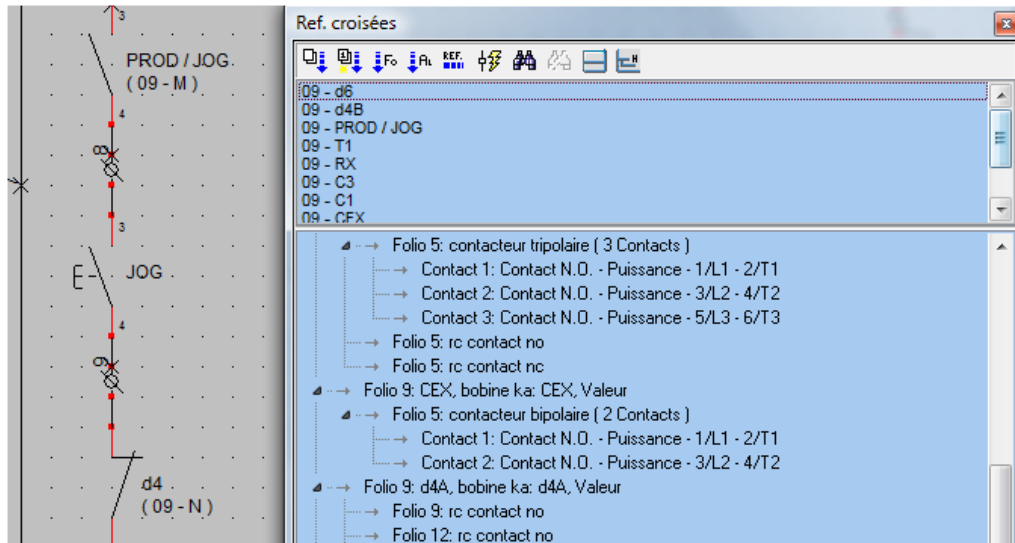 3
PROD / JOG
( 09 - M )
4
8
3
JOG
4
9
d4
( 09 - N )
Ref. croisées
Fo
AL
REF.
H
09 - d6
09 - d4B
09 - PROD / JOG
09 - T1
09 - RX
09 - C3
09 - C1
09 - CEX
Folio 5: contacteur tripolaire ( 3 Contacts )
Contact 1: Contact N.O. - Puissance - 1/L1 - 2/T1
Contact 2: Contact N.O. - Puissance - 3/L2 - 4/T2
Contact 3: Contact N.O. - Puissance - 5/L3 - 6/T3
Folio 5: rc contact no
Folio 5: rc contact nc
Folio 9: CEX, bobine ka: CEX, Valeur
Folio 5: contacteur bipolaire ( 2 Contacts )
Contact 1: Contact N.O. - Puissance - 1/L1 - 2/T1
Contact 2: Contact N.O. - Puissance - 3/L2 - 4/T2
Folio 9: d4A, bobine ka: d4A, Valeur
Folio 9: rc contact no
Folio 12: rc contact no